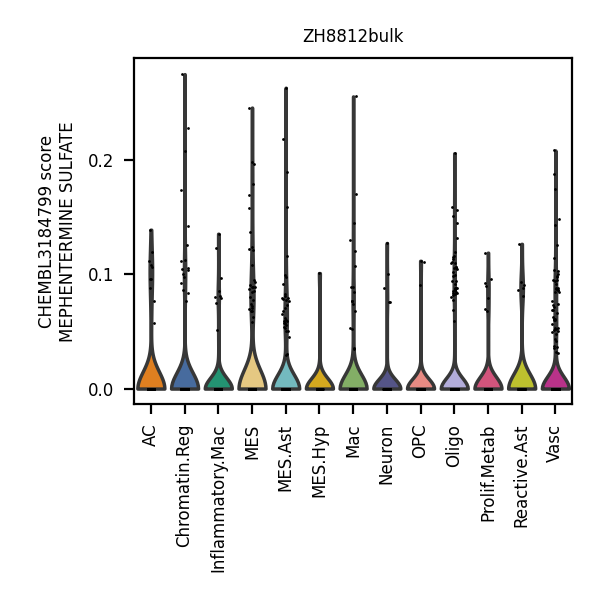 ZH8812bulk
CHEMBL3184799 score
MEPHENTERMINE SULFATE
0.2
0.1
0.0
AC
Chromatin.Reg
Inflammatory.Mac
MES
MES.Ast
MES.Hyp
Mac
Neuron
OPC
Oligo
Prolif.Metab
Reactive.Ast
Vasc